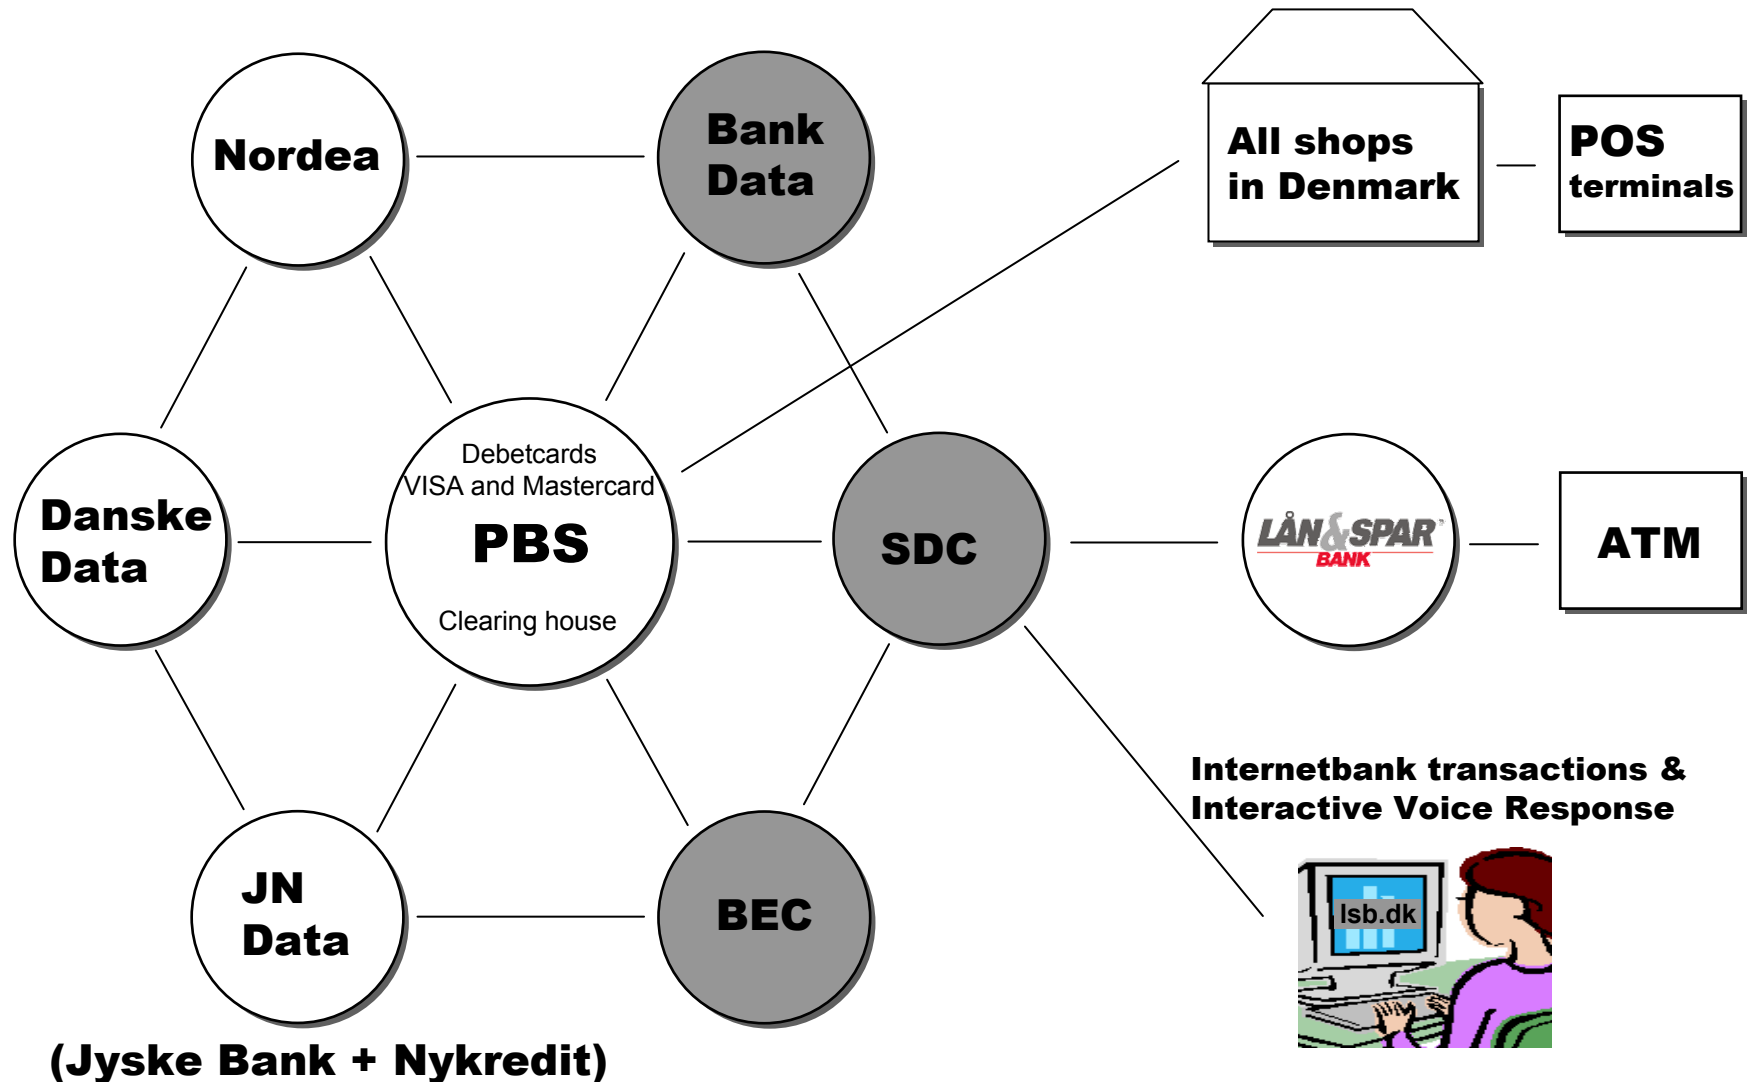 Nordea
Bank
Data
All shops
in Denmark
POS
terminals
Danske
Data
Debetcards
VISA and Mastercard
PBS
Clearing house
SDC
LÅN&SPAR
BANK
ATM
Internetbank transactions &
Interactive Voice Response
lsb.dk
JN
Data
BEC
(Jyske Bank + Nykredit)